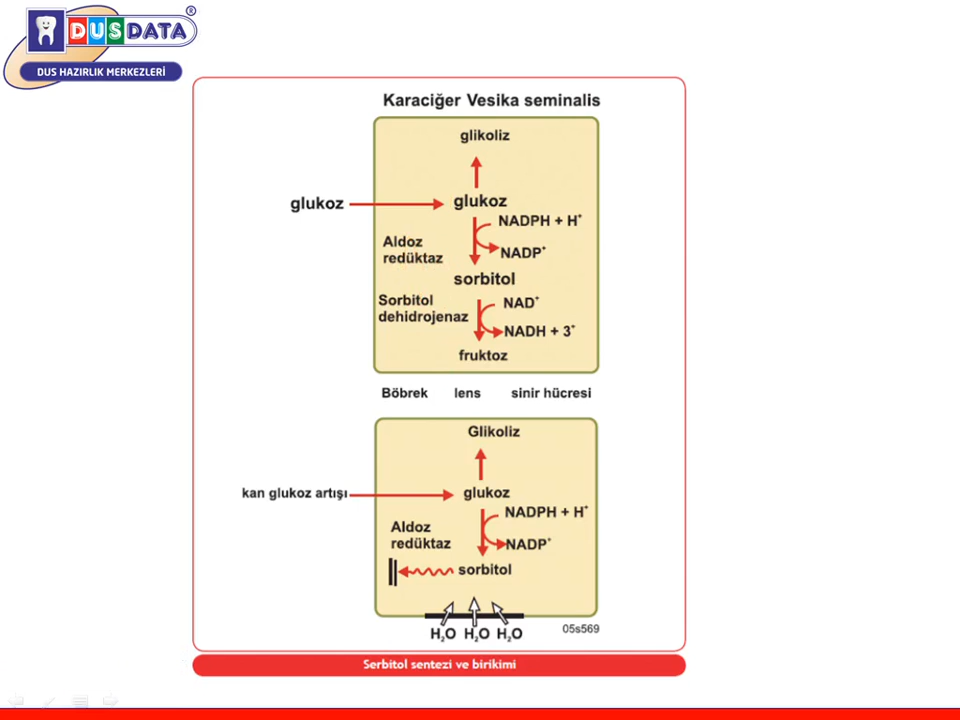 DUSDATA®
DUS HAZIRLIK MERKEZLERİ
Karaciğer Vesika seminalis
glikoliz
glukoz
glukoz
NADPH + H⁺
Aldoz
redüktaz
NADP⁺
sorbitol
Sorbitol
dehidrojenaz
NAD⁺
NADH + 3⁺
fruktoz
Böbrek lens sinir hücresi
Glikoliz
kan glukoz artışı
glukoz
NADPH + H⁺
Aldoz
redüktaz
NADP⁺
sorbitol
H₂O H₂O H₂O
05s569
Serbitol sentezi ve birikimi